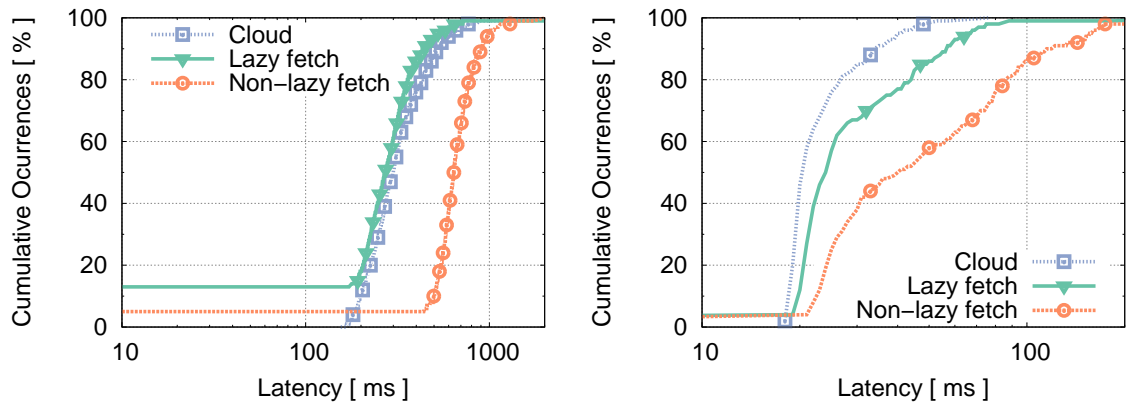 Cumulative Ocurrences [ % ]
100
80
60
40
20
0
Cloud
Lazy fetch
Non-lazy fetch
10 100 1000
Latency [ ms ]
Cumulative Ocurrences [ % ]
100
80
60
40
20
0
Cloud
Lazy fetch
Non-lazy fetch
10 100
Latency [ ms ]